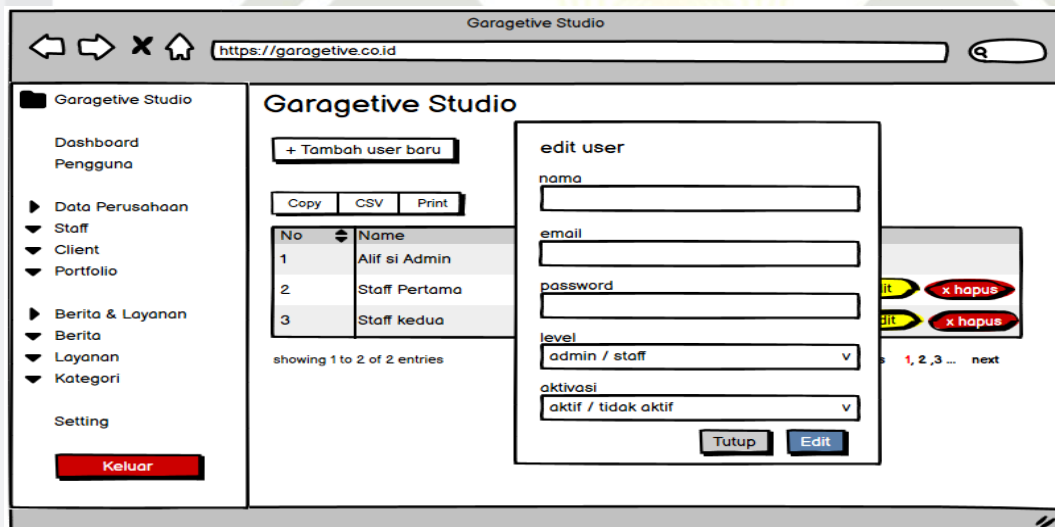 Garagetive Studio
https://garagetive.co.id
Garagetive Studio
Dashboard
Pengguna
Data Perusahaan
Staff
Client
Portfolio
Berita & Layanan
Berita
Layanan
Kategori
Setting
Keluar
Garagetive Studio
+ Tambah user baru
Copy CSV Print
No Name
1 Alif si Admin
2 Staff Pertama
x hapus
3 Staff kedua
x hapus
showing 1 to 2 of 2 entries
1, 2 ,3 ... next
edit user
nama
email
password
level
admin / staff v
aktivasi
aktif / tidak aktif v
Tutup Edit